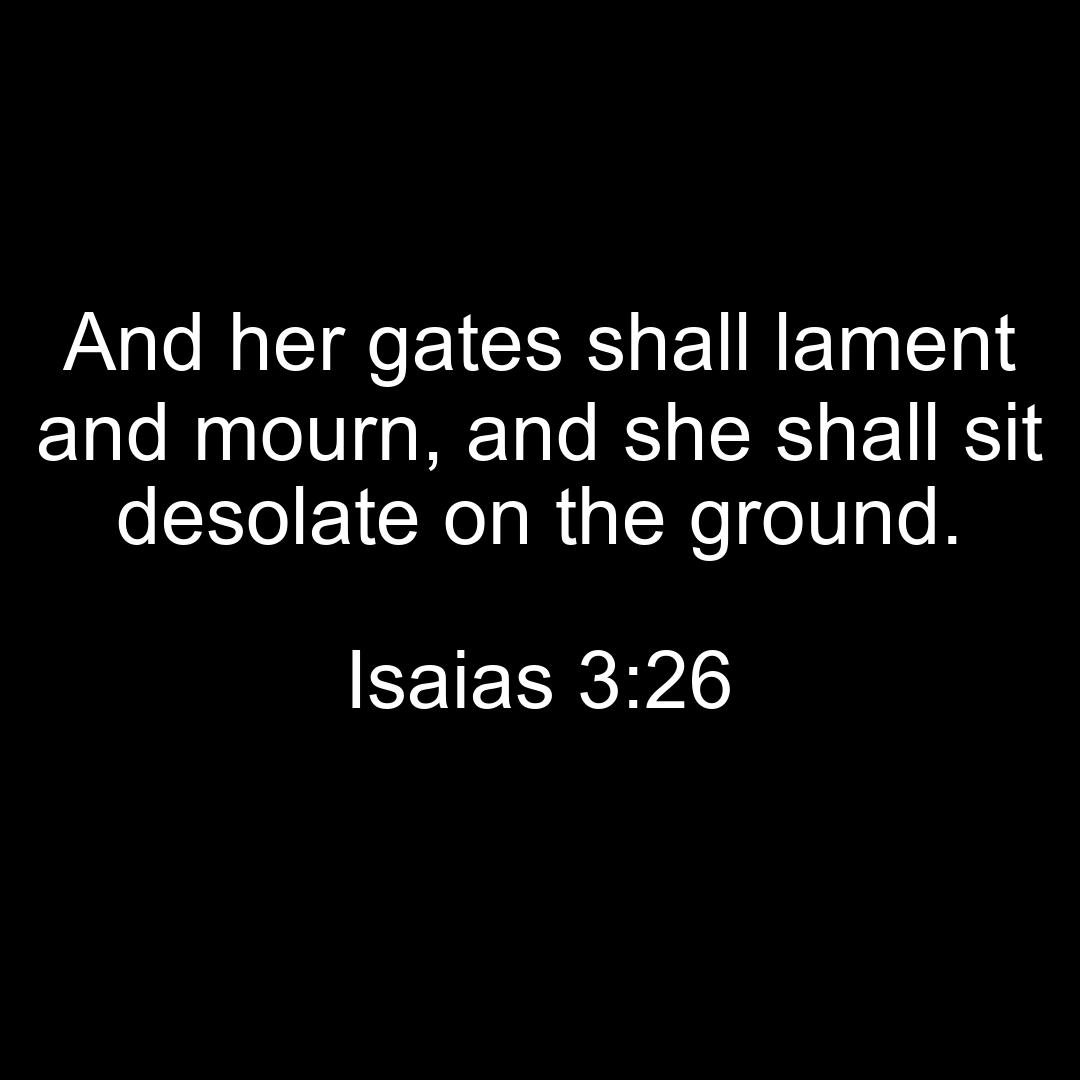 And her gates shall lament
and mourn, and she shall sit
desolate on the ground.
Isaias 3:26